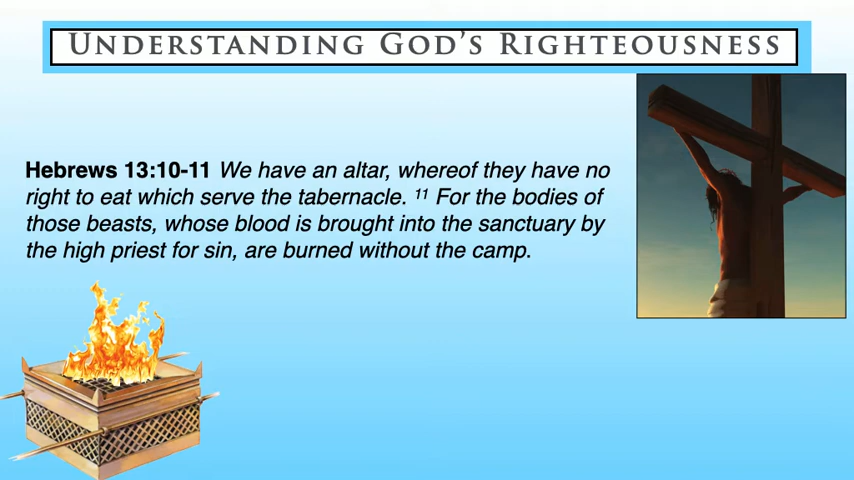 Understanding God's Righteousness
Hebrews 13:10-11 We have an altar, whereof they have no
right to eat which serve the tabernacle. 11 For the bodies of
those beasts, whose blood is brought into the sanctuary by
the high priest for sin, are burned without the camp.